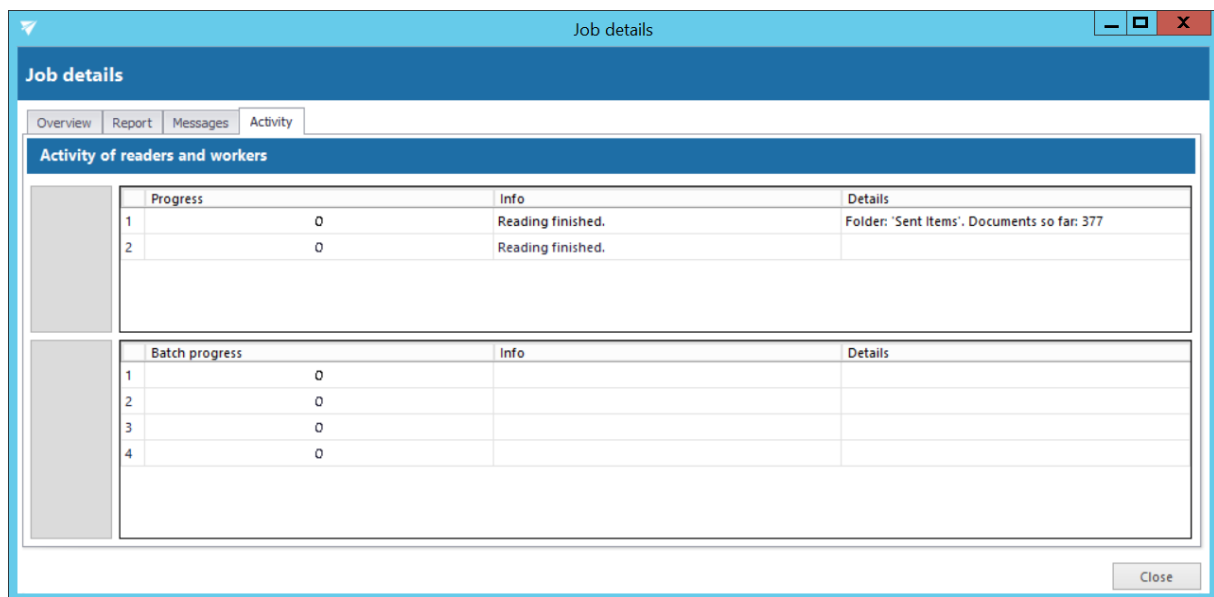 Job details
Job details
Overview Report Messages Activity
Activity of readers and workers
Progress Info Details
1 0 Reading finished. Folder: 'Sent Items'. Documents so far: 377
2 0 Reading finished.
Batch progress Info Details
1 0
2 0
3 0
4 0
Close